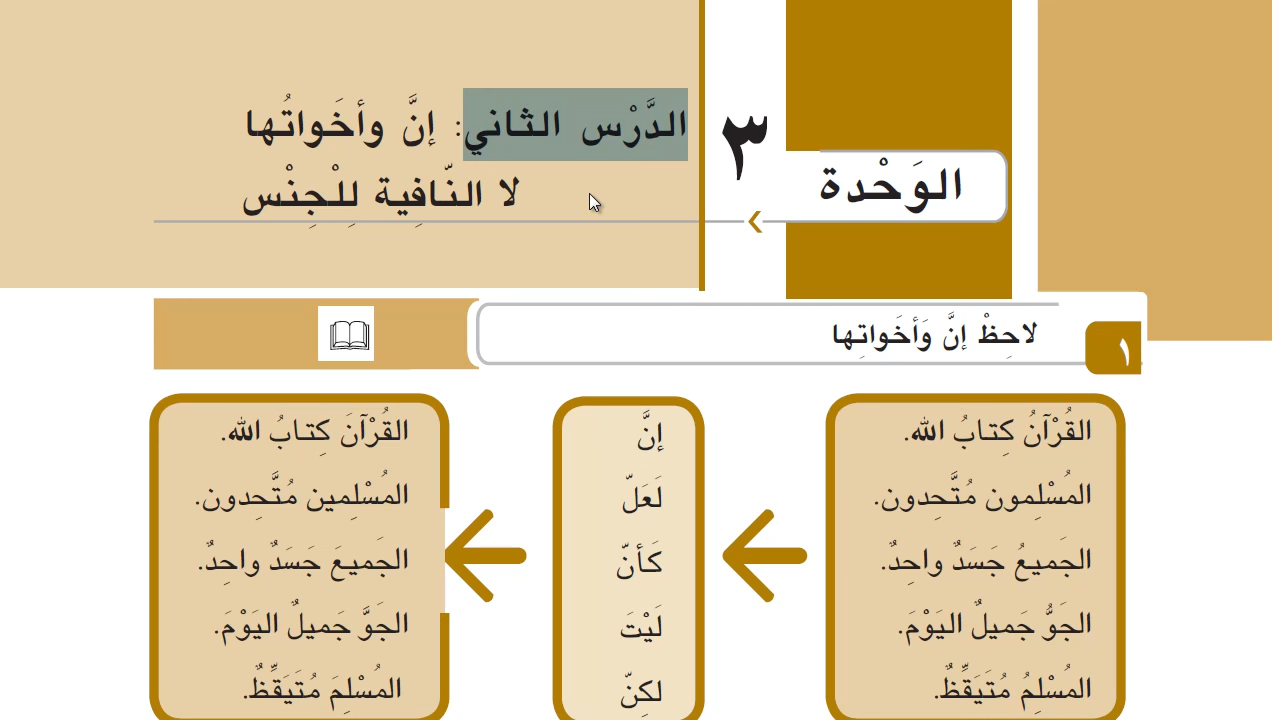 الوَحْدة
٣
الدَّرْس الثاني: إنَّ وأخَواتُها
لا النّافِية لِلْجِنْس
١
لاحِظْ إنَّ وَأخَواتِها
القُرْآنُ كِتابُ الله.
المُسْلِمون مُتَّحِدون.
الجَميعُ جَسَدٌ واحِدٌ.
الجَوُّ جَميلٌ اليَوْمَ.
المُسْلِمُ مُتَيَقِّظٌ.
إنَّ
لَعَلّ
كَأنّ
لَيْتَ
لكِنّ
القُرْآنَ كِتابُ الله.
المُسْلِمين مُتَّحِدون.
الجَميعَ جَسَدٌ واحِدٌ.
الجَوَّ جَميلٌ اليَوْمَ.
المُسْلِمَ مُتَيَقِّظٌ.